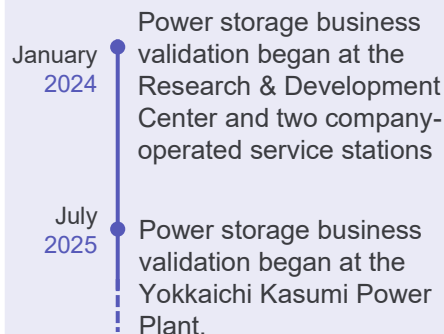 January
2024
Power storage business
validation began at the
Research & Development
Center and two company-
operated service stations
July
2025
Power storage business
validation began at the
Yokkaichi Kasumi Power
Plant.